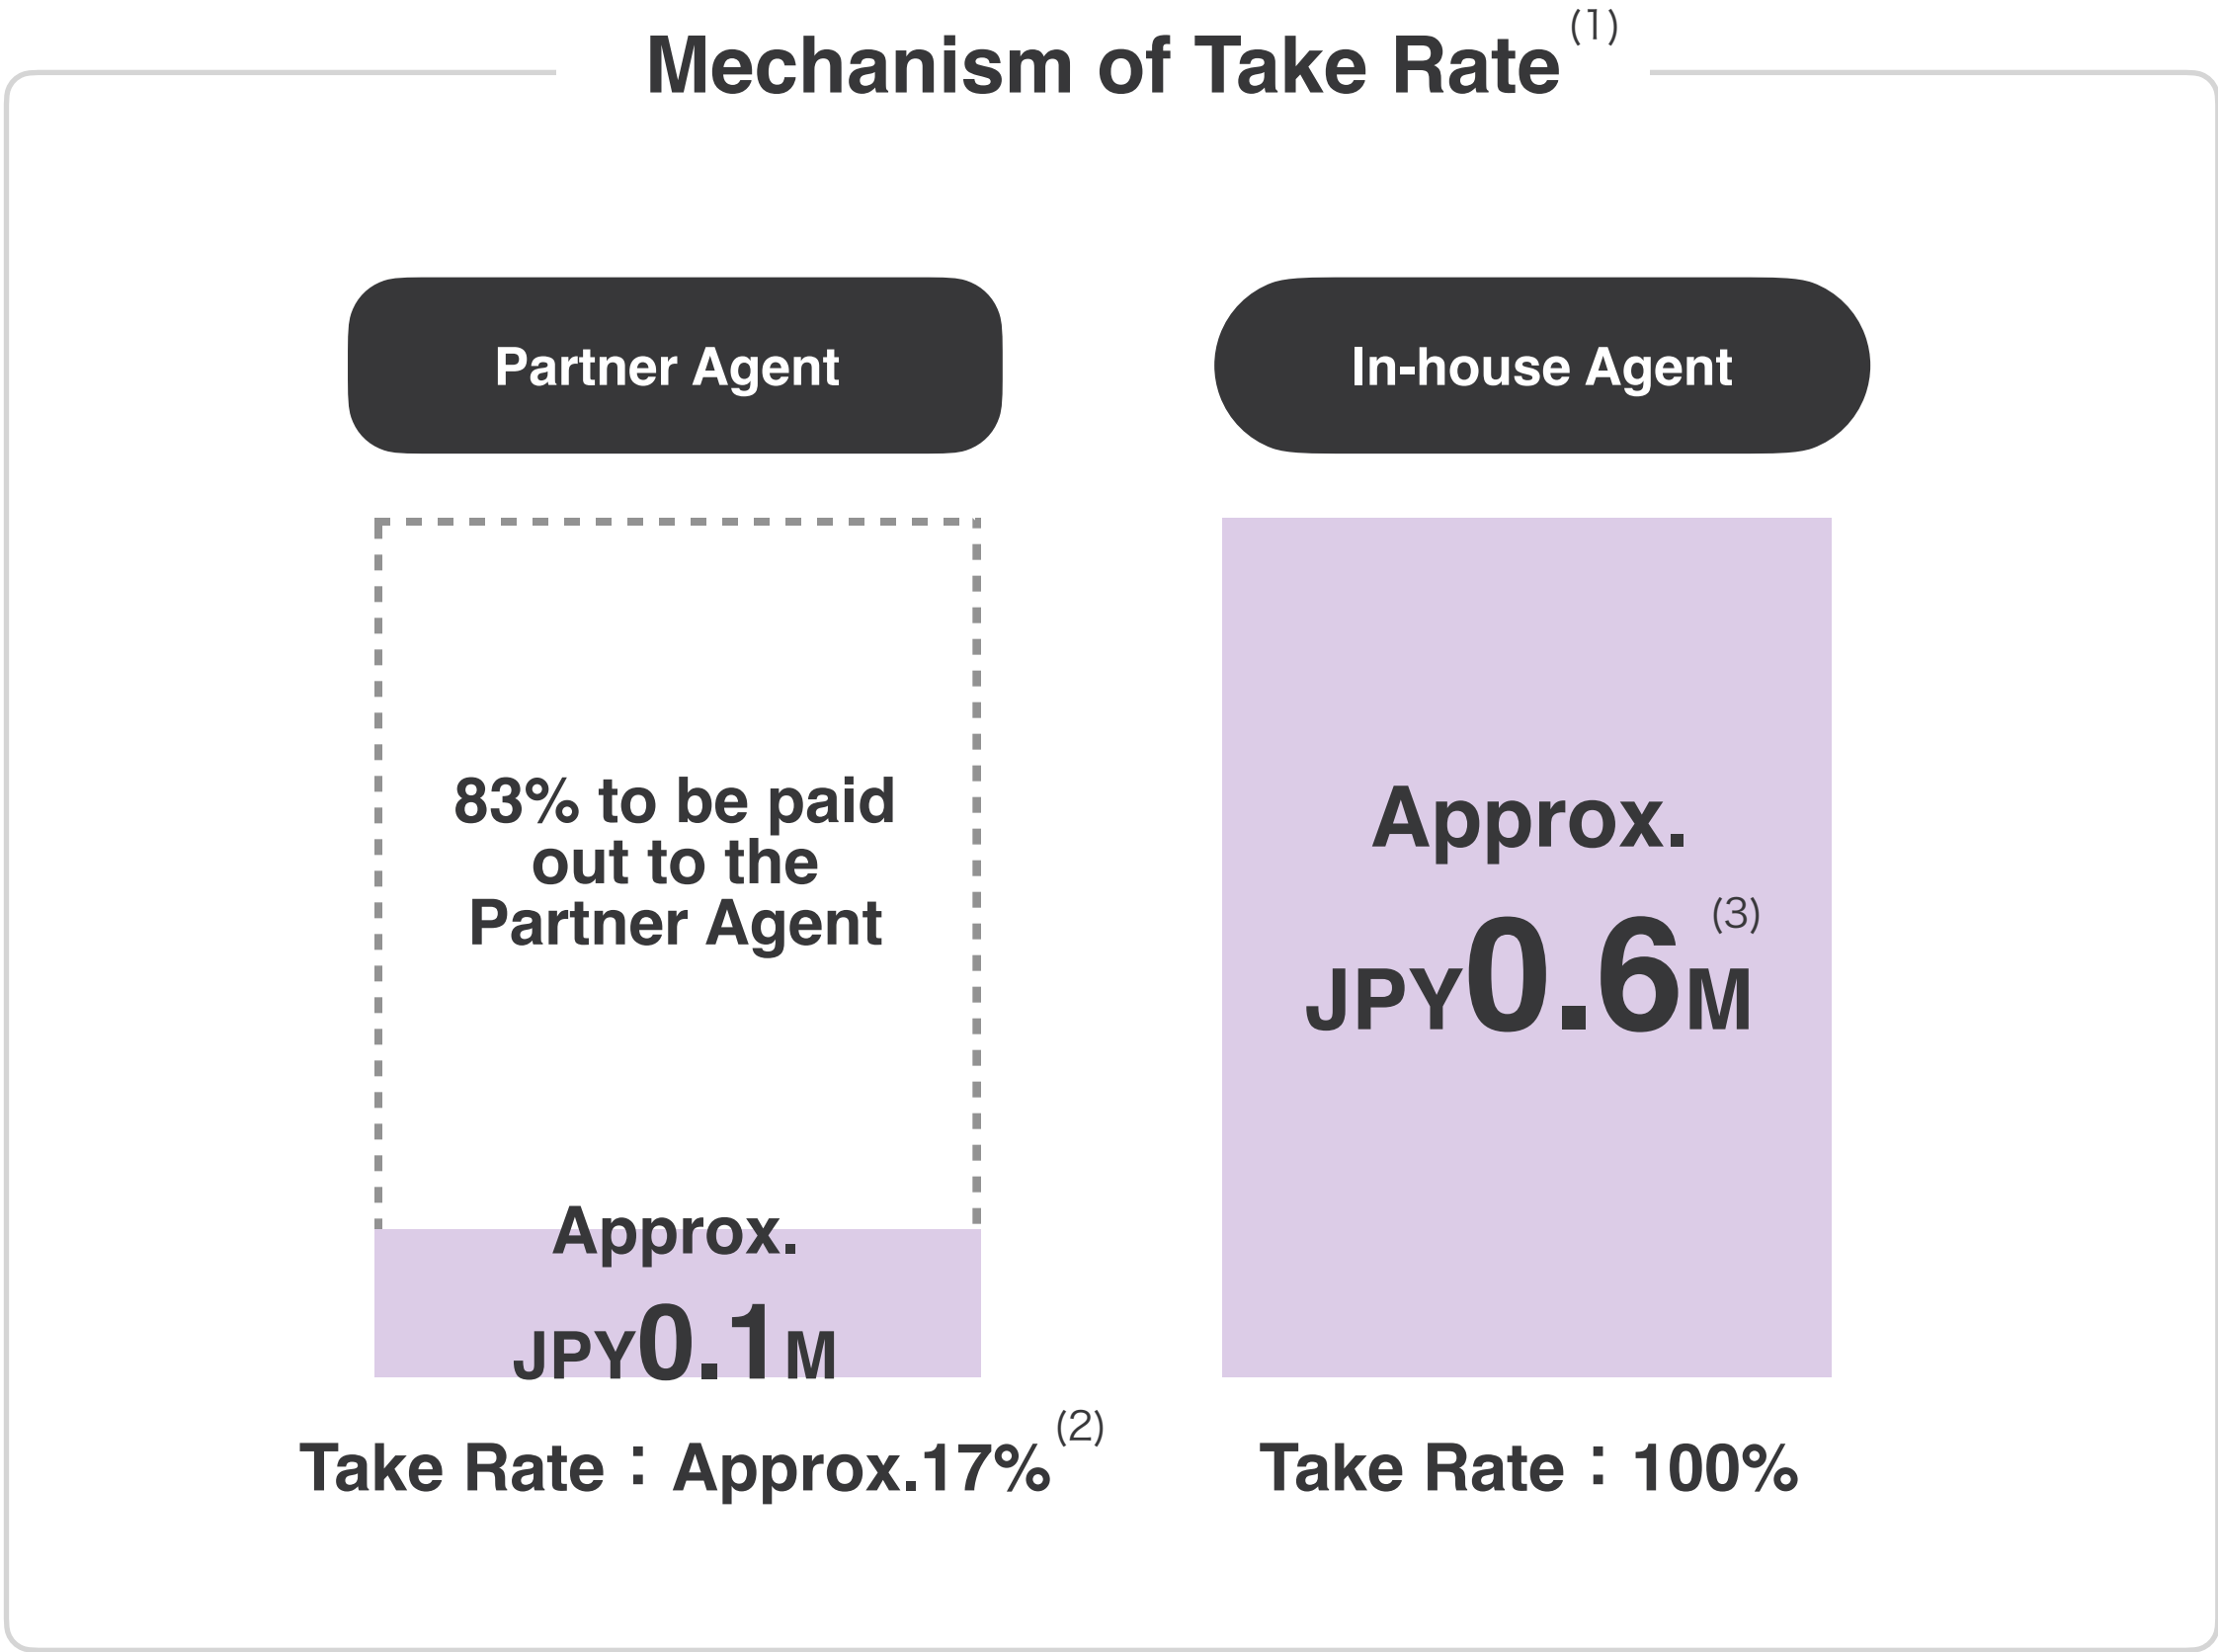 Mechanism of Take Rate(1)
Partner Agent
In-house Agent
83% to be paid
out to the
Partner Agent
Approx.
JPY0.1M
Take Rate：Approx.17%(2)
Approx.
JPY0.6M(3)
Take Rate：100%